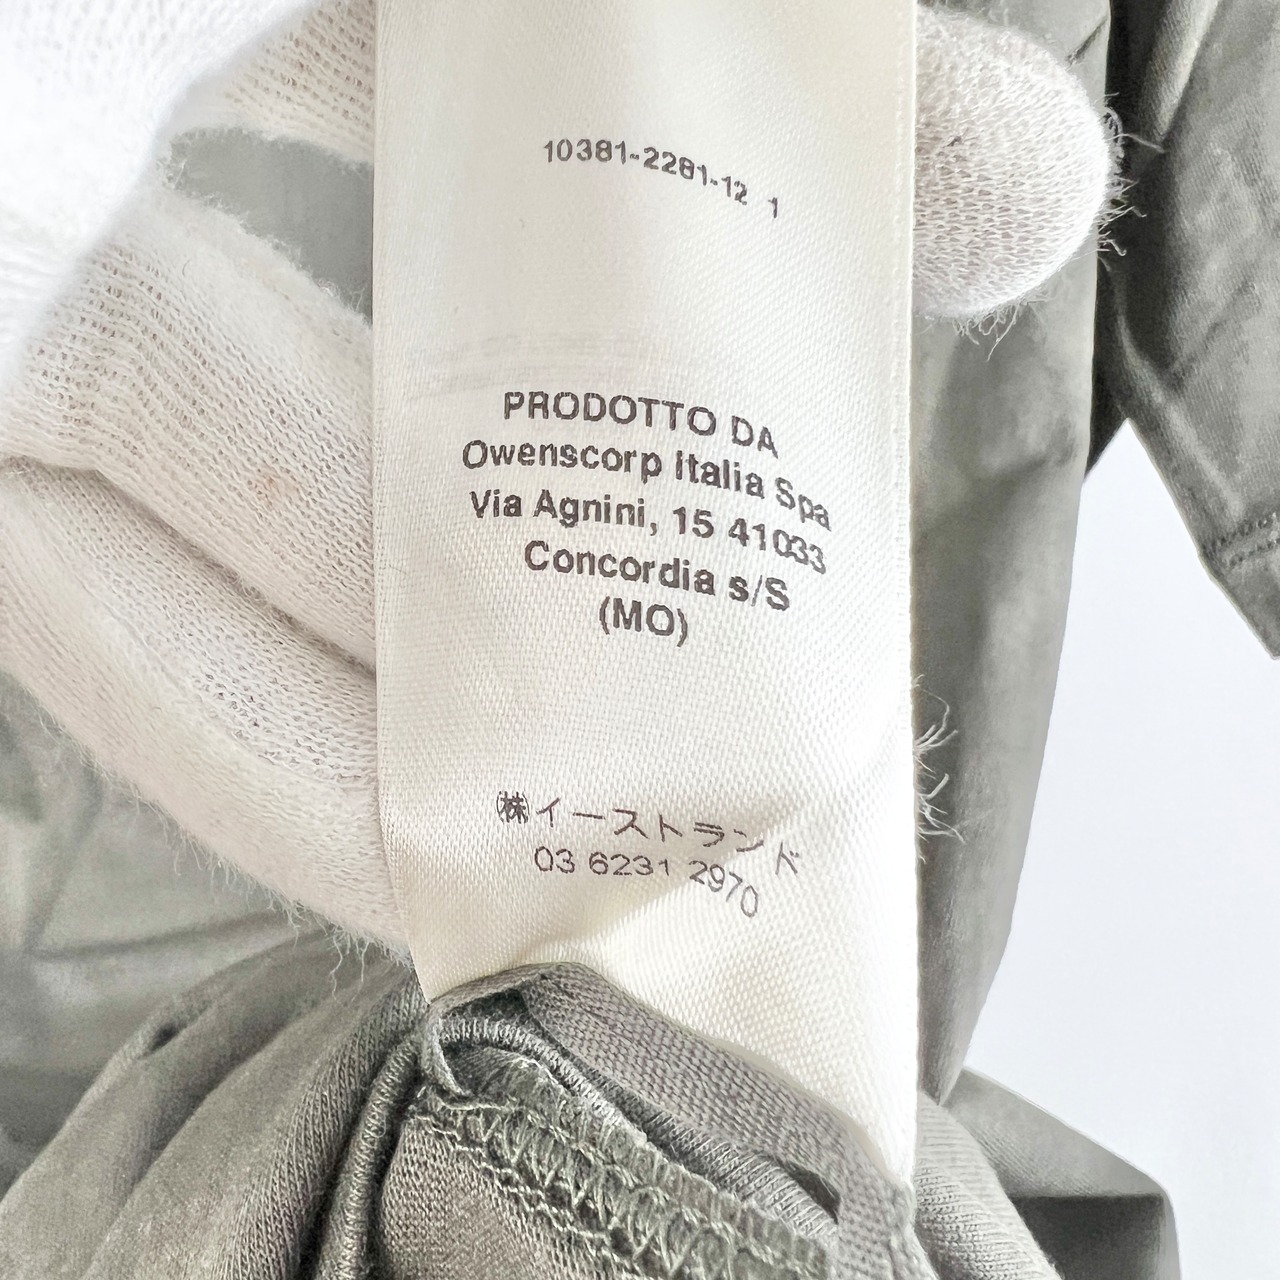 10381-2281-12 1
PRODOTTO DA
Owenscorp Italia Spa
Via Agnini, 15 41033
Concordia s/S
(MO)
㈱イーストランド
03 6231 2970